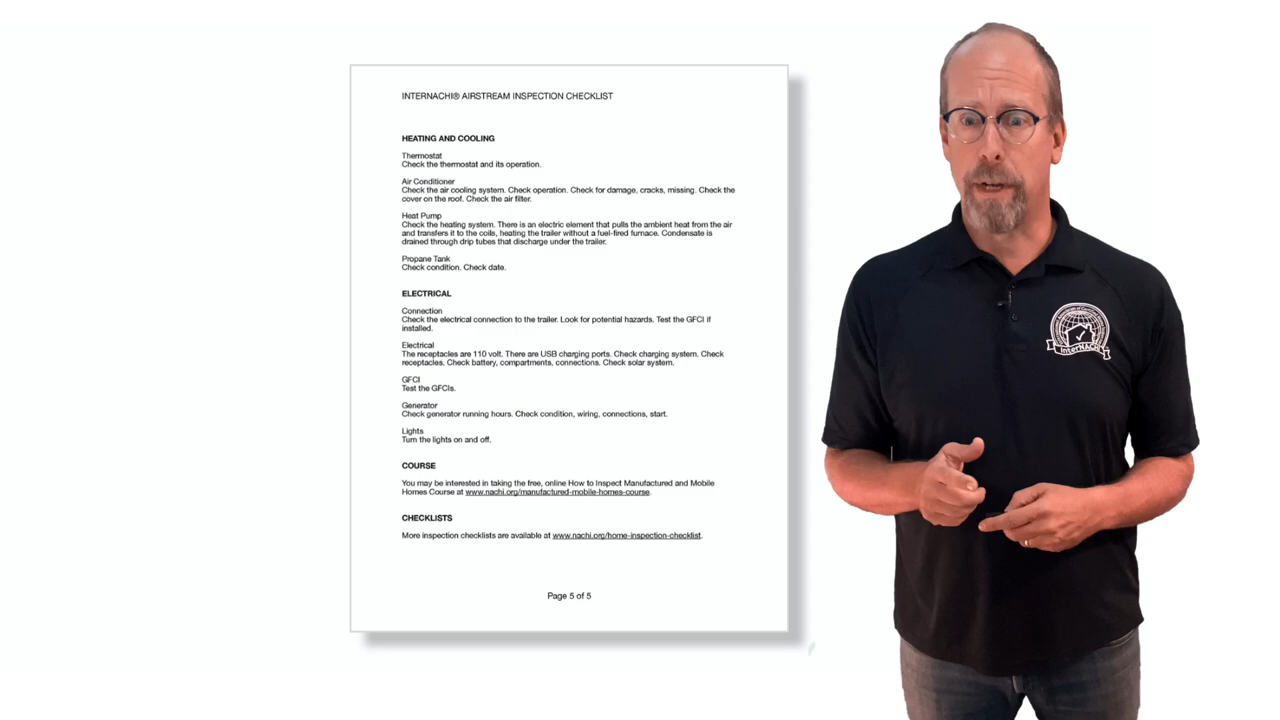 INTERNACHI® AIRSTREAM INSPECTION CHECKLIST
HEATING AND COOLING
Thermostat
Check the thermostat and its operation.
Air Conditioner
Check the air cooling system. Check operation. Check for damage, cracks, missing. Check the
cover on the roof. Check the air filter.
Heat Pump
Check the heating system. There is an electric element that pulls the ambient heat from the air
and transfers it to the coils, heating the trailer without a fuel-fired furnace. Condensate is
drained through drip tubes that discharge under the trailer.
Propane Tank
Check condition. Check date.
ELECTRICAL
Connection
Check the electrical connection to the trailer. Look for potential hazards. Test the GFCI if
installed.
Electrical
The receptacles are 110 volt. There are USB charging ports. Check charging system. Check
receptacles. Check battery, compartments, connections. Check solar system.
GFCI
Test the GFCIs.
Generator
Check generator running hours. Check condition, wiring, connections, start.
Lights
Turn the lights on and off.
COURSE
You may be interested in taking the free, online How to Inspect Manufactured and Mobile
Homes Course at www.nachi.org/manufactured-mobile-homes-course.
CHECKLISTS
More inspection checklists are available at www.nachi.org/home-inspection-checklist.
Page 5 of 5
InterNACHI